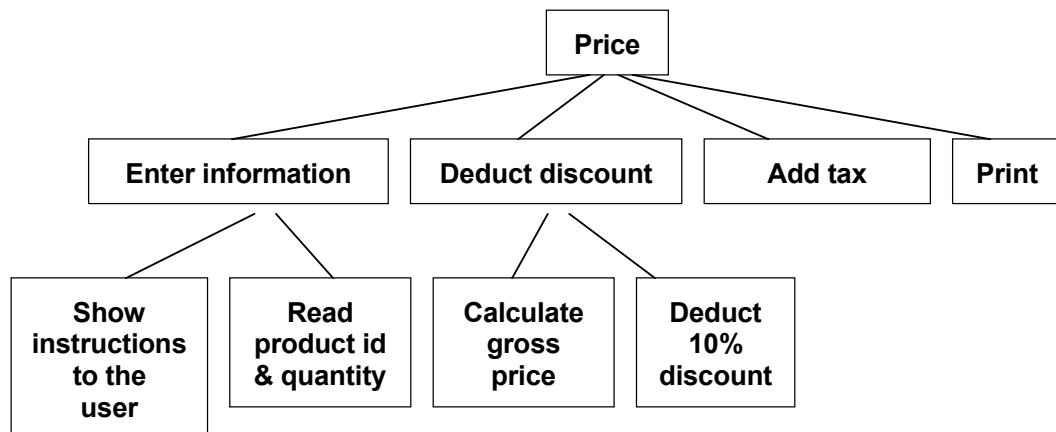 Price
Enter information
Deduct discount
Add tax
Print
Show
instructions
to the
user
Read
product id
& quantity
Calculate
gross
price
Deduct
10%
discount